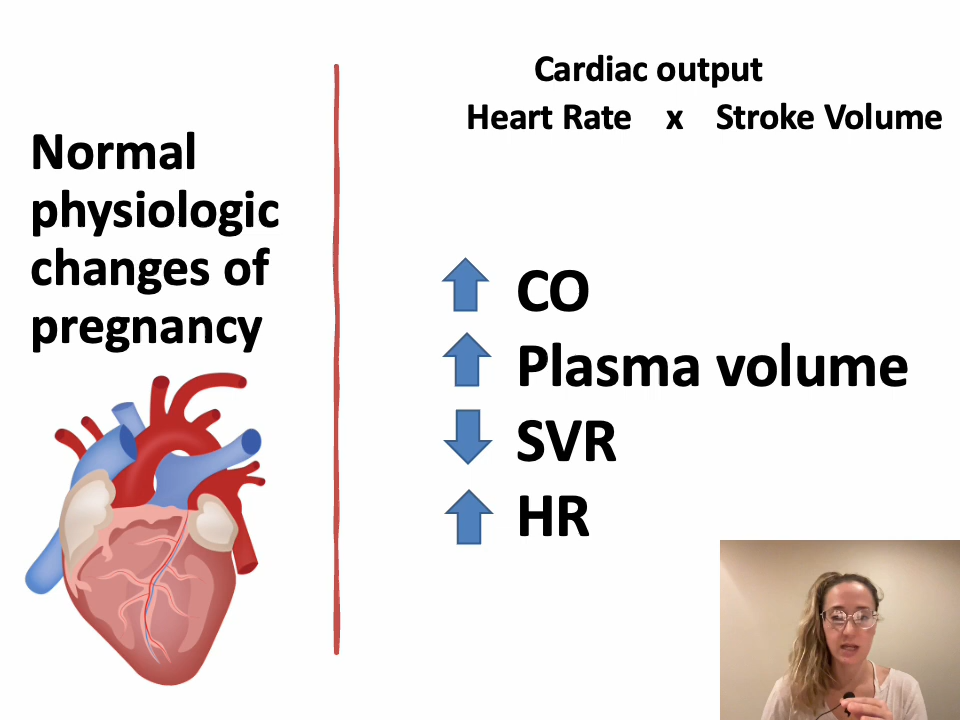 Normal
physiologic
changes of
pregnancy
Cardiac output
Heart Rate x Stroke Volume
CO
Plasma volume
SVR
HR